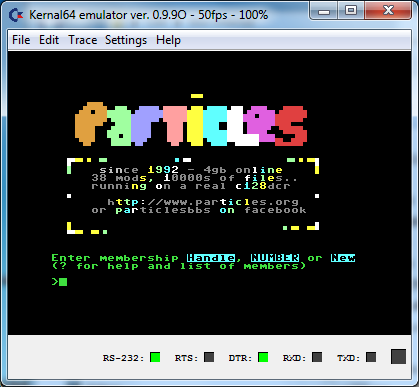 Kernal64 emulator ver. 0.9.9O - 50fps - 100%
File Edit Trace Settings Help
PaRTIcLes
since 1992 - 4gb online
38 mods, 10000s of files..
running on a real c128dcr
http://www.particles.org
or particlesbbs on facebook
Enter membership Handle, NUMBER or New
(? for help and list of members)
>
RS-232: RTS: DTR: RXD: TXD: